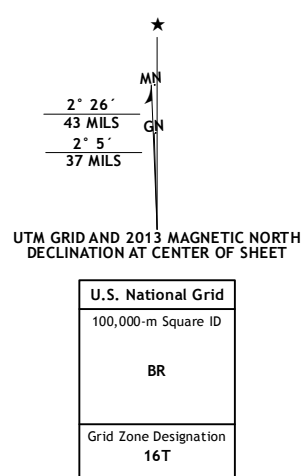 ★
MN
2° 26´
43 MILS
GN
2° 5´
37 MILS
UTM GRID AND 2013 MAGNETIC NORTH
DECLINATION AT CENTER OF SHEET
U.S. National Grid
100,000-m Square ID
BR
Grid Zone Designation
16T